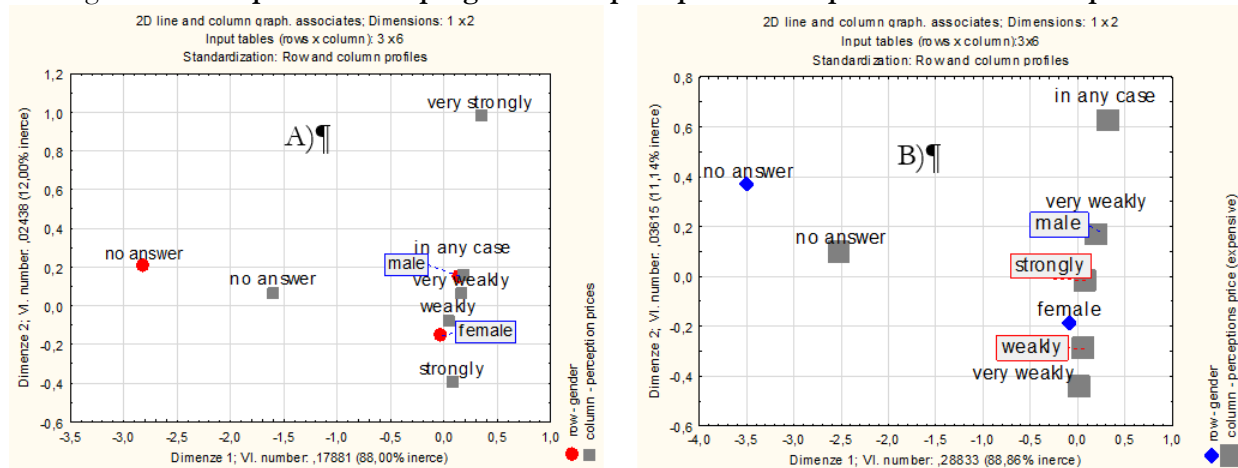 2D line and column graph. associates; Dimensions: 1 x 2
Input tables (rows x column): 3 x6
Standardization: Row and column profiles
1,2
1,0
0,8
0,6
0,4
0,2
0,0
-0,2
-0,4
-0,6
-3,5 -3,0 -2,5 -2,0 -1,5 -1,0 -0,5 0,0 0,5 1,0
Dimenze 1; VI. number: ,17881 (88,00% inerce)
Dimenze 2; VI. number: ,02438 (12,00% inerce)
A)¶
very strongly
no answer
no answer
in any case
male
very weakly
weakly
female
strongly
row - gender
column - perception prices
2D line and column graph. associates; Dimensions: 1 x 2
Input tables (rows x column):3x6
Standardization: Row and column profiles
0,8
0,6
0,4
0,2
0,0
-0,2
-0,4
-0,6
-4,0 -3,5 -3,0 -2,5 -2,0 -1,5 -1,0 -0,5 0,0 0,5 1,0
Dimenze 1; VI. number: ,28833 (88,86% inerce)
Dimenze 2; VI. number: ,03615 (11,14% inerce)
B)¶
in any case
no answer
very weakly
male
no answer
strongly
female
weakly
very weakly
row - gender
column - perceptions price (expensive)